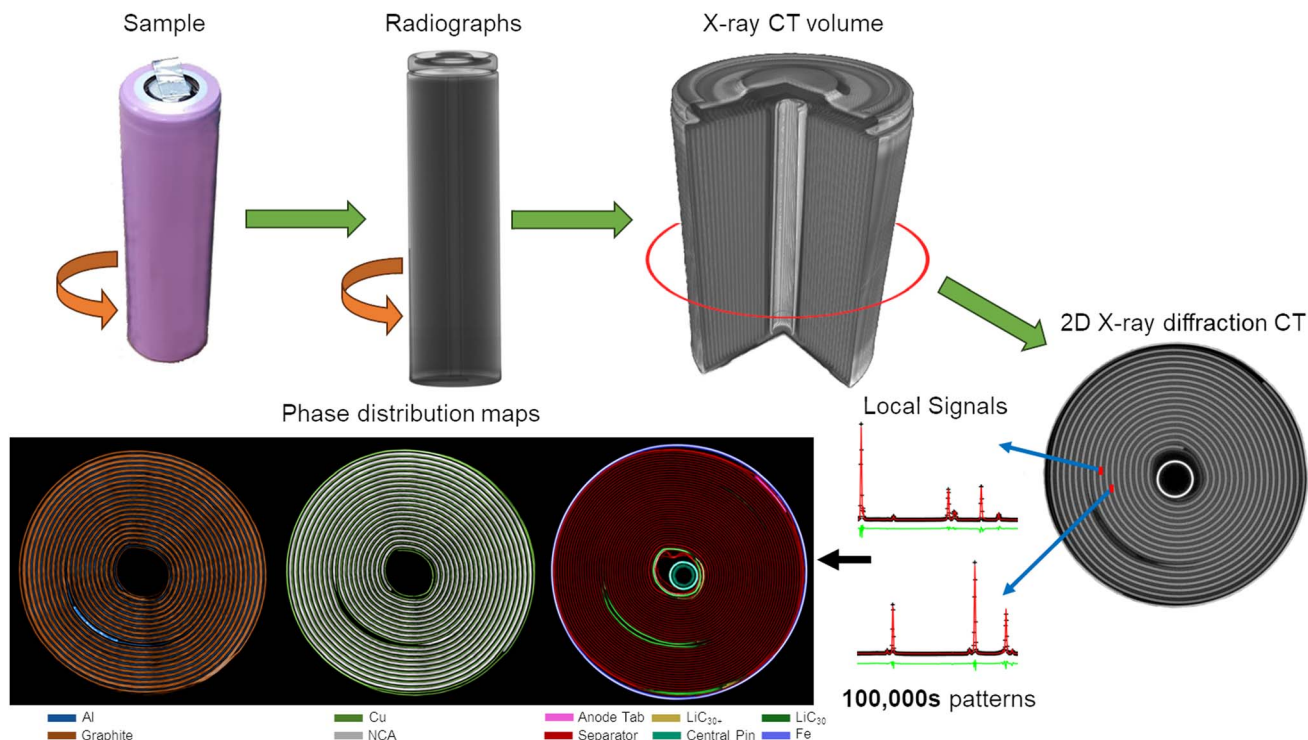 Sample
Radiographs
X-ray CT volume
2D X-ray diffraction CT
Phase distribution maps
Local Signals
100,000s patterns
Al
Cu
Anode Tab
LiC30+
LiC30
Graphite
NCA
Separator
Central Pin
Fe